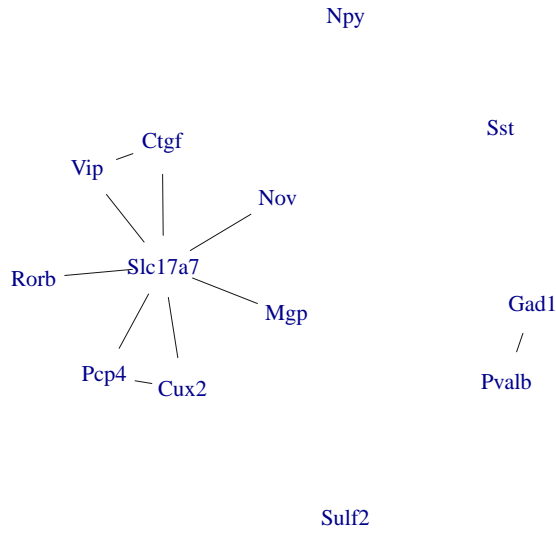 Npy
Sst
Ctgf
Vip
Nov
Slc17a7
Rorb
Gad1
Mgp
Pcp4
Cux2
Pvalb
Sulf2